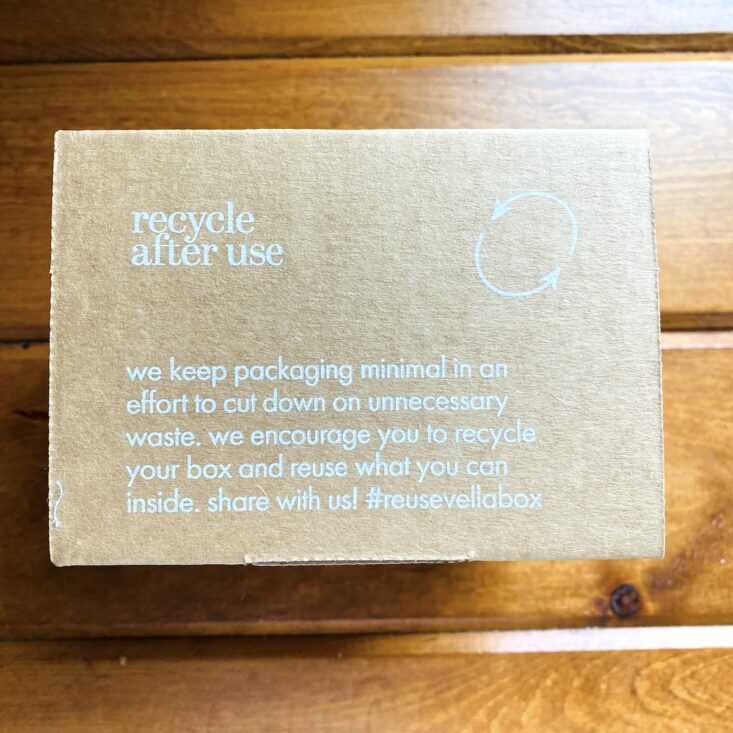 recycle
after use
we keep packaging minimal in an
effort to cut down on unnecessary
waste. we encourage you to recycle
your box and reuse what you can
inside. share with us! #reusevellabox